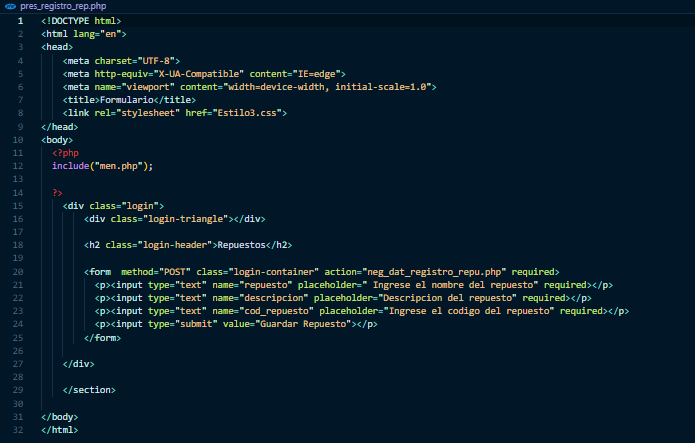 pres_registro_rep.php
1 <!DOCTYPE html>
2 <html lang="en">
3 <head>
4 <meta charset="UTF-8">
5 <meta http-equiv="X-UA-Compatible" content="IE=edge">
6 <meta name="viewport" content="width=device-width, initial-scale=1.0">
7 <title>Formulario</title>
8 <link rel="stylesheet" href="Estilo3.css">
9 </head>
10 <body>
11 <?php
12 include("men.php");
13
14 ?>
15 <div class="login">
16 <div class="login-triangle"></div>
17
18 <h2 class="login-header">Repuestos</h2>
19
20 <form  method="POST" class="login-container" action="neg_dat_registro_repu.php" required>
21 <p><input type="text" name="repuesto" placeholder=" Ingrese el nombre del repuesto" required></p>
22 <p><input type="text" name="descripcion" placeholder="Descripcion del repuesto" required></p>
23 <p><input type="text" name="cod_repuesto" placeholder="Ingrese el codigo del repuesto" required></p>
24 <p><input type="submit" value="Guardar Repuesto"></p>
25 </form>
26
27 </div>
28
29 </section>
30
31 </body>
32 </html>